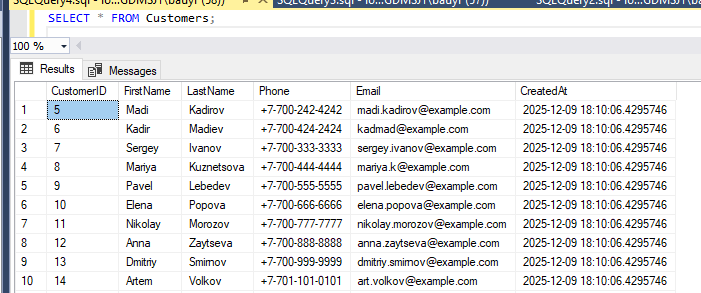 SELECT * FROM Customers;
100 %
Results Messages
CustomerID FirstName LastName Phone Email CreatedAt
1 5 Madi Kadirov +7-700-242-4242 madi.kadirov@example.com 2025-12-09 18:10:06.4295746
2 6 Kadir Madiev +7-700-424-2424 kadmad@example.com 2025-12-09 18:10:06.4295746
3 7 Sergey Ivanov +7-700-333-3333 sergey.ivanov@example.com 2025-12-09 18:10:06.4295746
4 8 Mariya Kuznetsova +7-700-444-4444 mariya.k@example.com 2025-12-09 18:10:06.4295746
5 9 Pavel Lebedev +7-700-555-5555 pavel.lebedev@example.com 2025-12-09 18:10:06.4295746
6 10 Elena Popova +7-700-666-6666 elena.popova@example.com 2025-12-09 18:10:06.4295746
7 11 Nikolay Morozov +7-700-777-7777 nikolay.morozov@example.com 2025-12-09 18:10:06.4295746
8 12 Anna Zaytseva +7-700-888-8888 anna.zaytseva@example.com 2025-12-09 18:10:06.4295746
9 13 Dmitriy Smirnov +7-700-999-9999 dmitriy.smirnov@example.com 2025-12-09 18:10:06.4295746
10 14 Artem Volkov +7-701-101-0101 art.volkov@example.com 2025-12-09 18:10:06.4295746